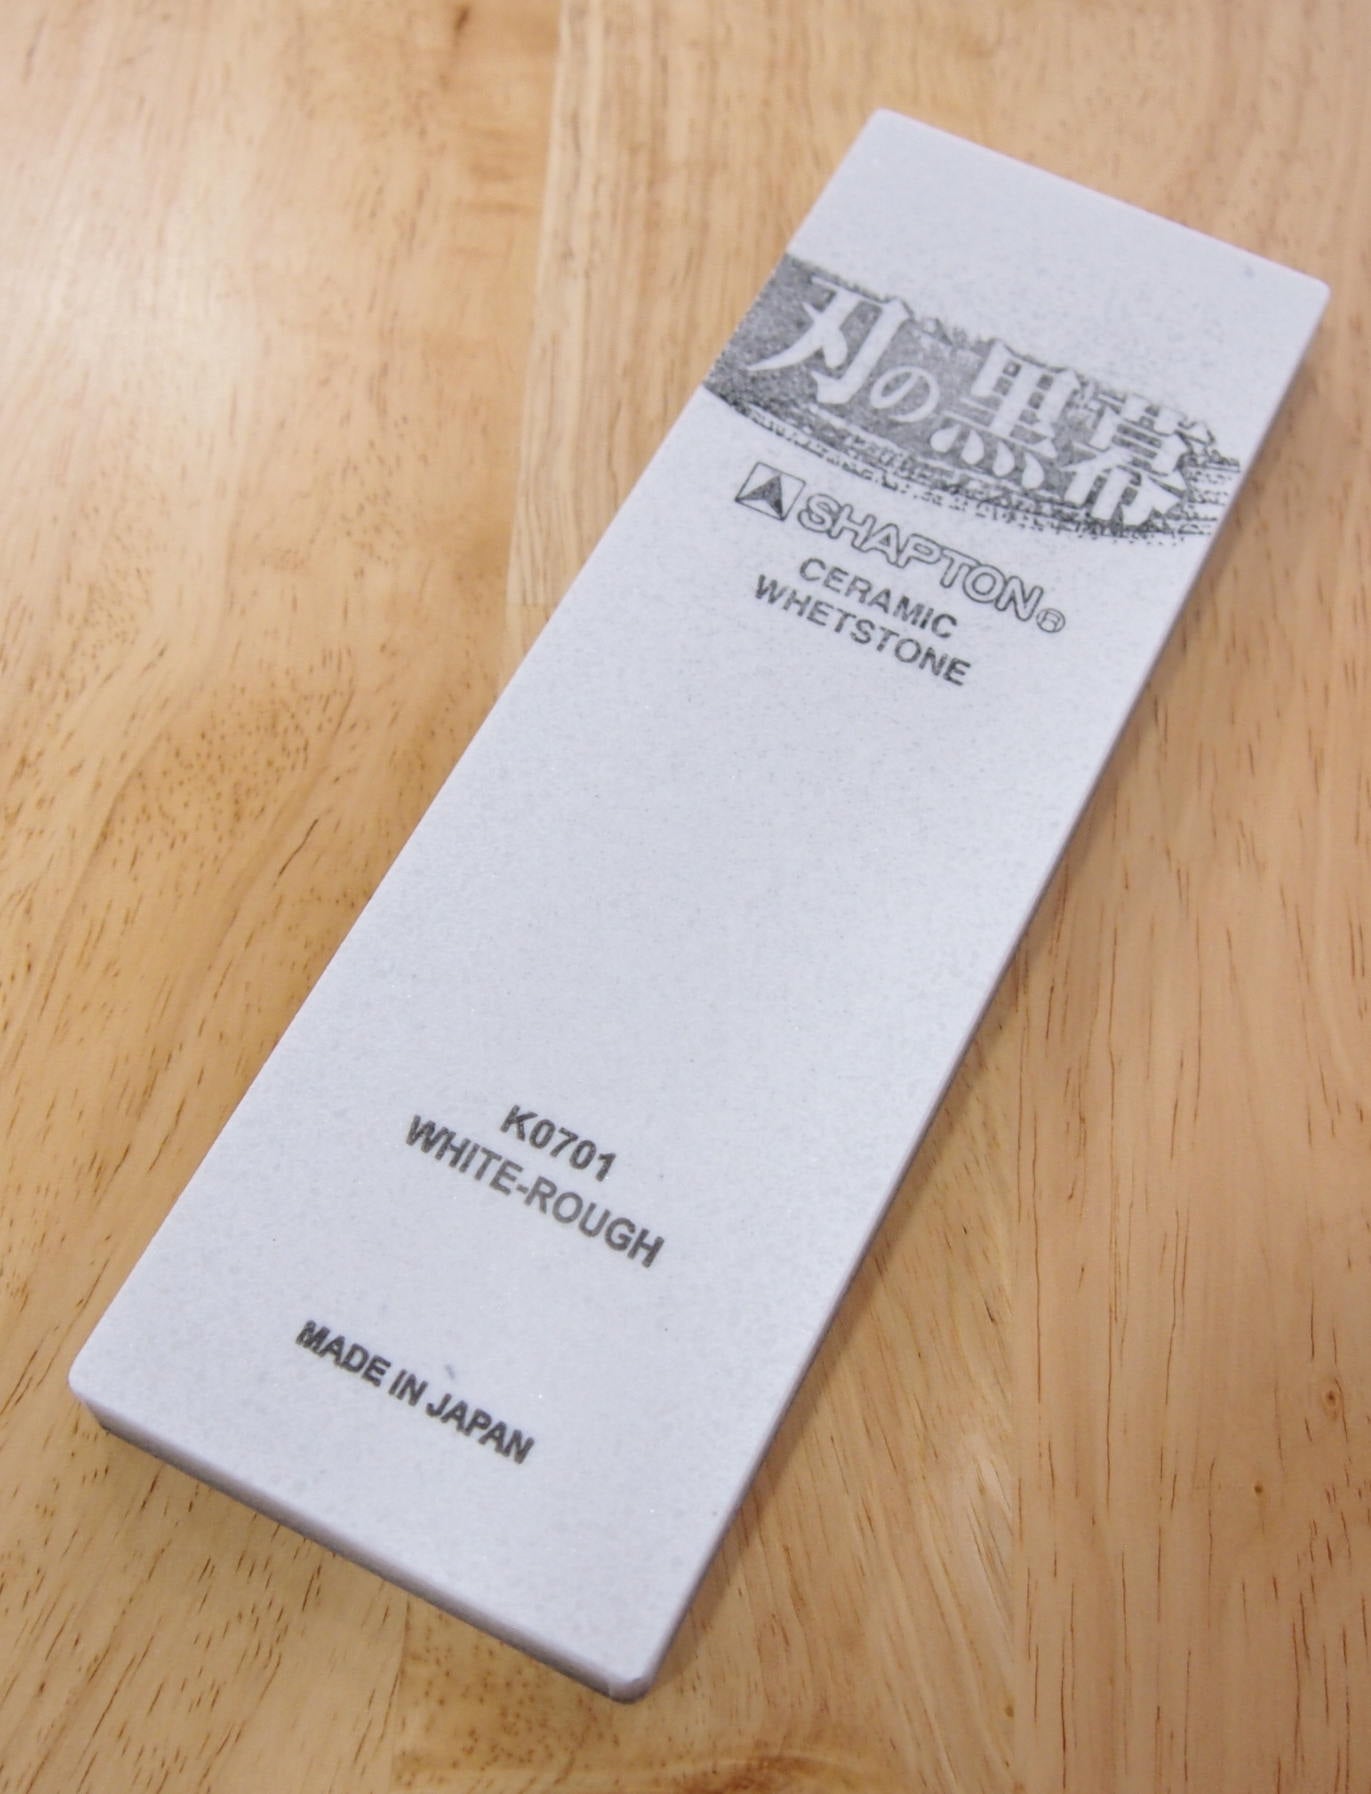 刃の黒幕
SHAPTON®
CERAMIC
WHETSTONE
K0701
WHITE-ROUGH
MADE IN JAPAN